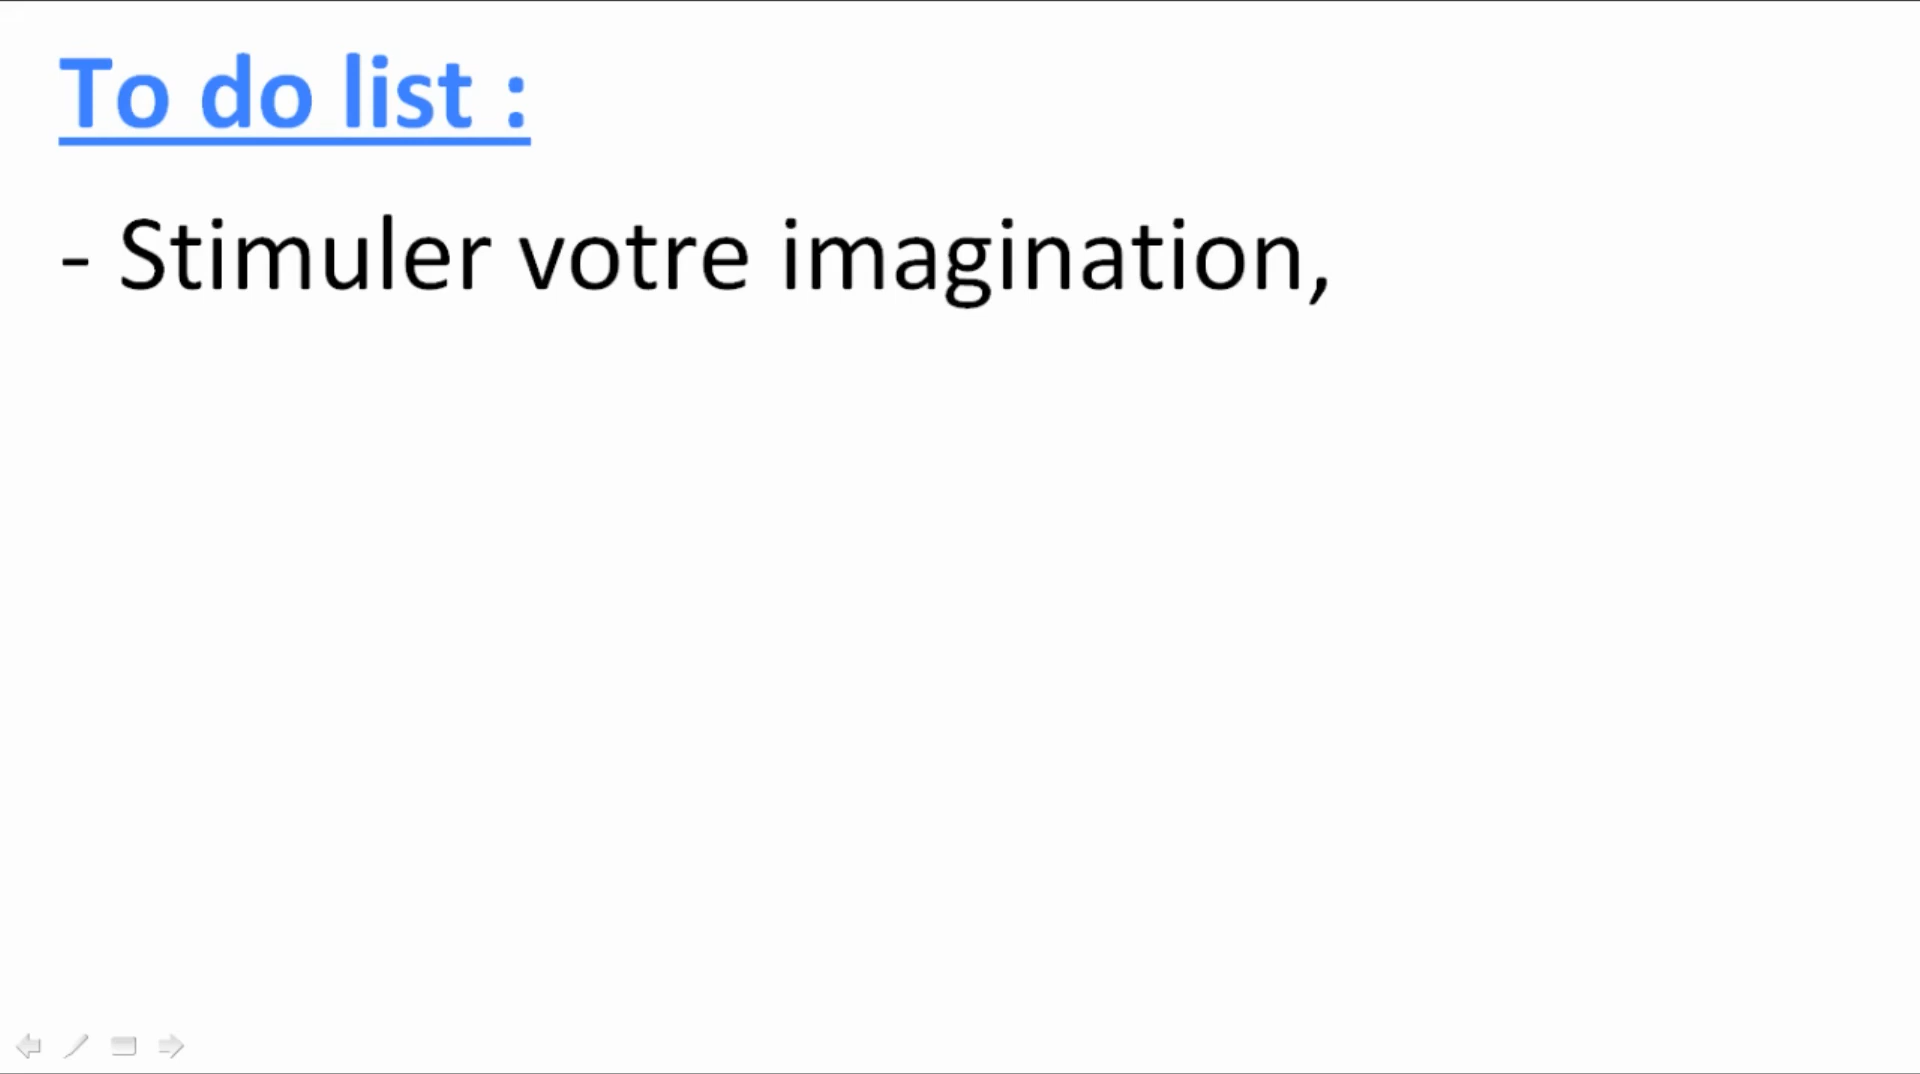 To do list :
- Stimuler votre imagination,